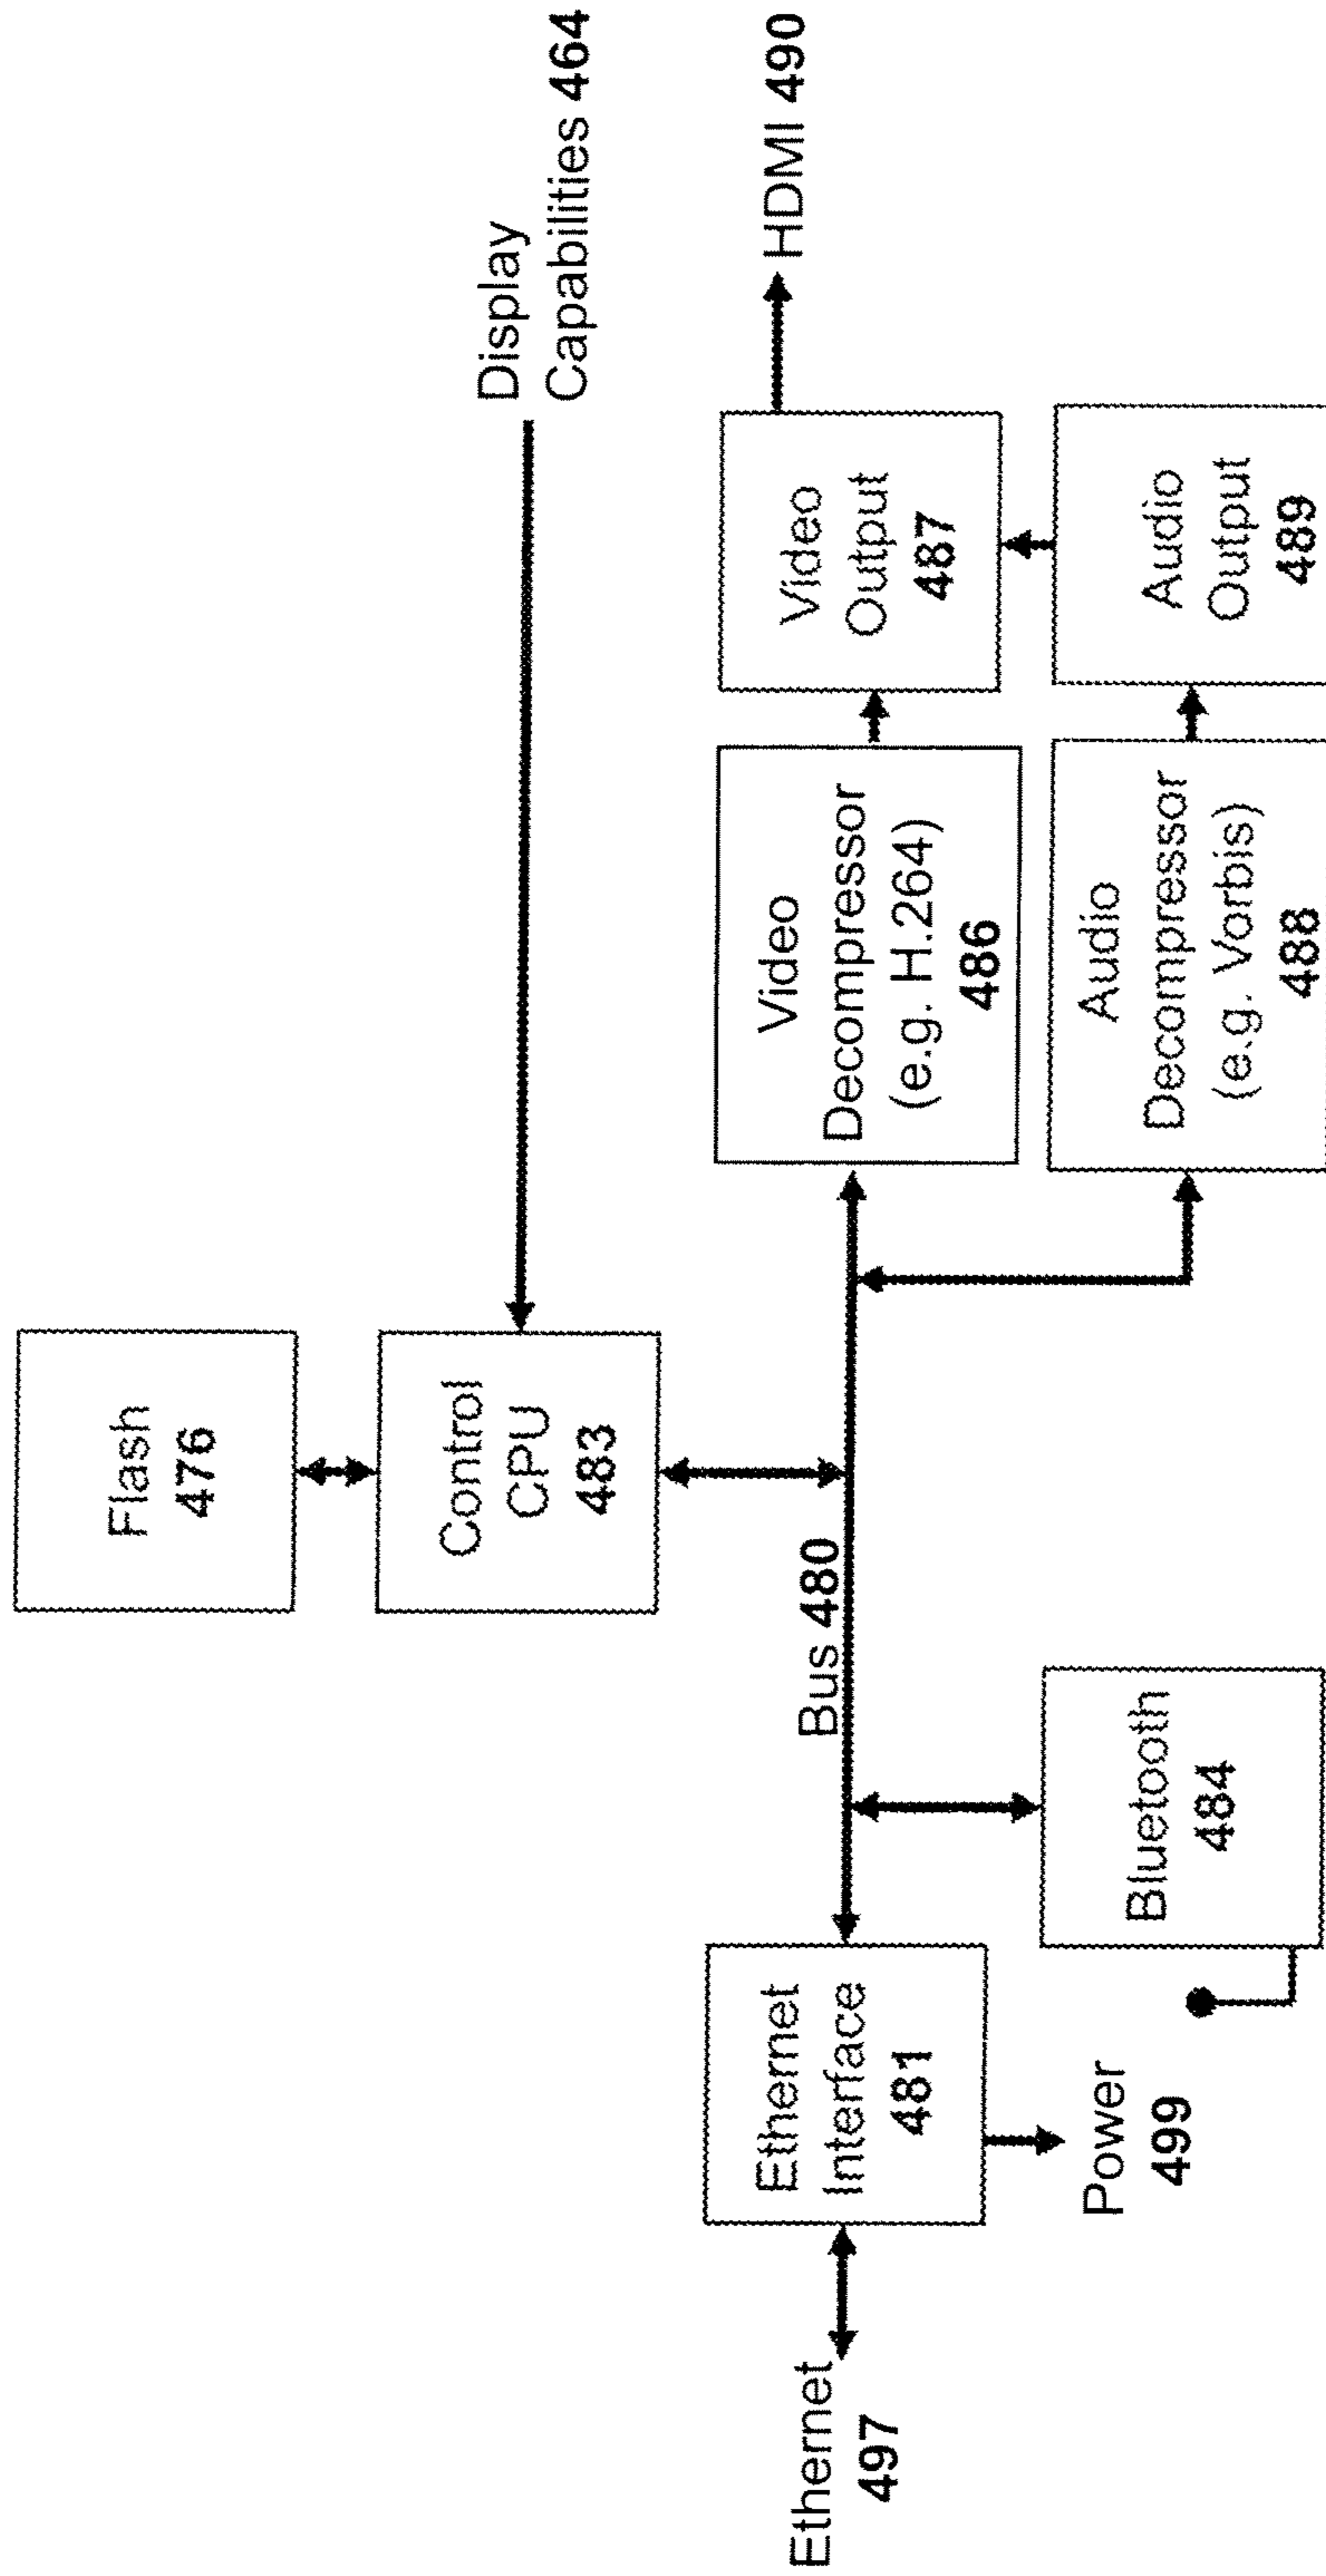 Flash
476
Control
CPU
483
Display
Capabilities 464
Bus 480
Ethernet
497
Ethernet
Interface
481
Power
499
Bluetooth
484
Video
Decompressor
(e.g. H.264)
486
Video
Output
487
HDMI 490
Audio
Decompressor
(e.g. Vorbis)
488
Audio
Output
489